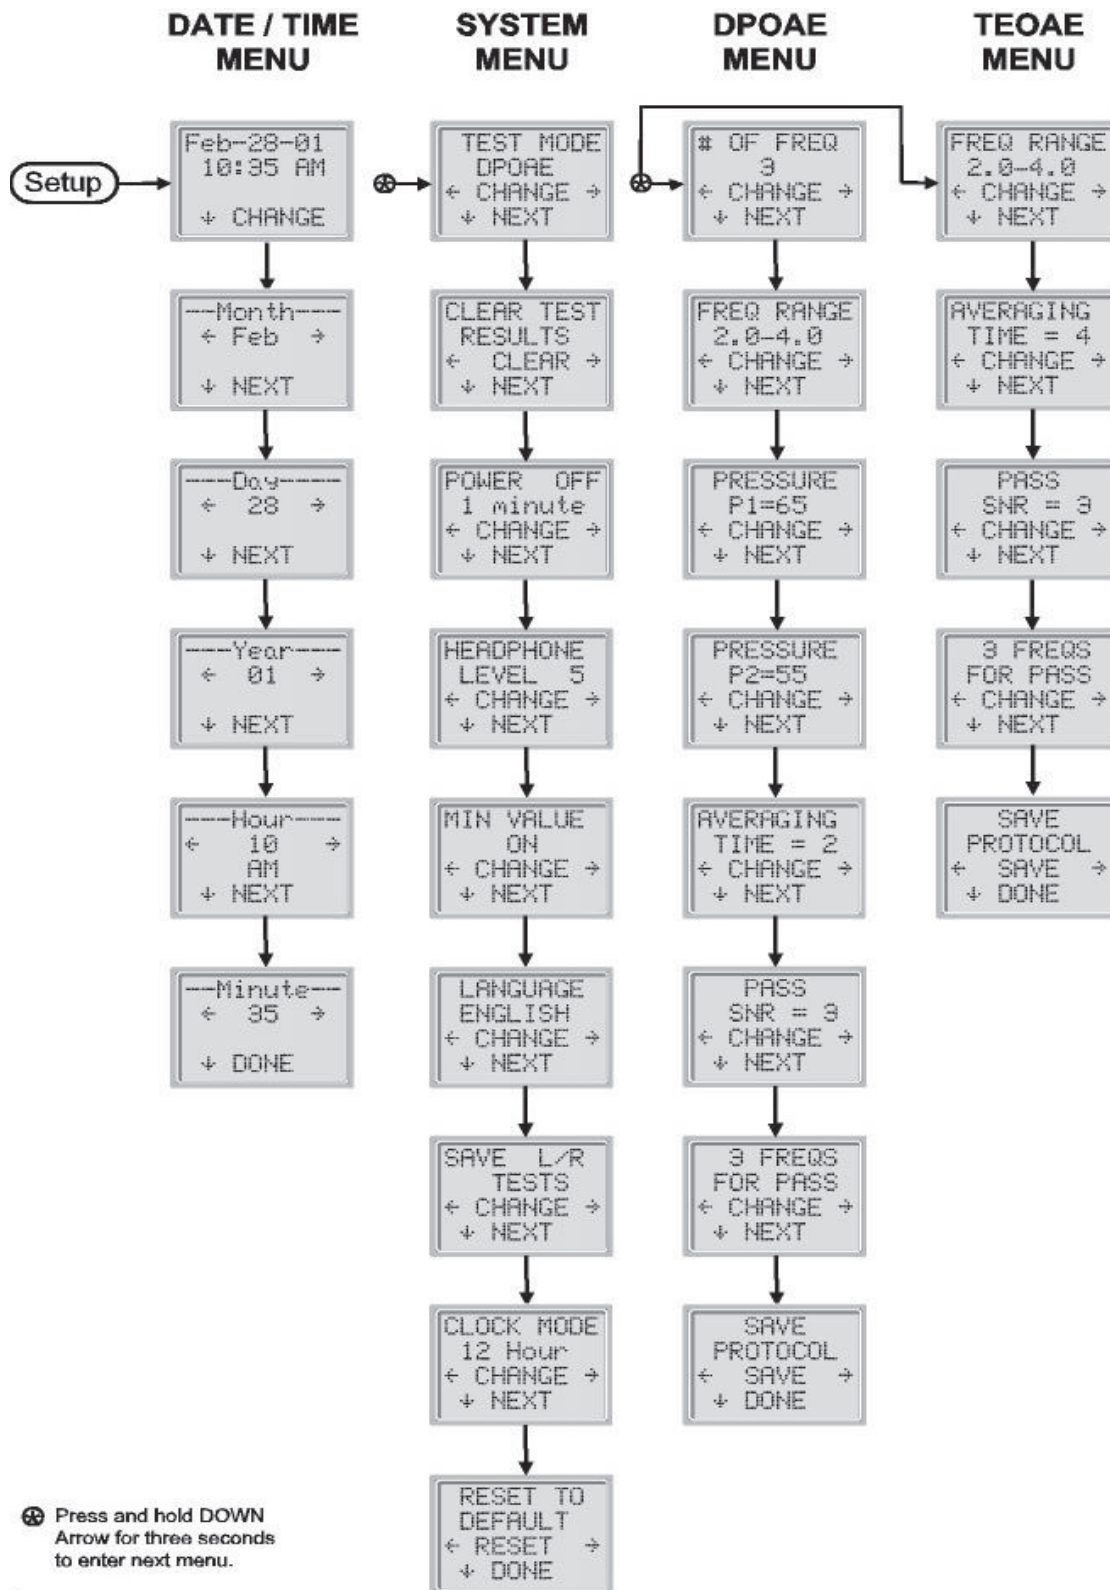 DATE / TIME
MENU
Setup
Feb-28-01
10:35 AM
↓ CHANGE
---Month---
← Feb →
↓ NEXT
----Day----
← 28 →
↓ NEXT
----Year----
← 01 →
↓ NEXT
----Hour----
← 10 →
AM
↓ NEXT
--Minute--
← 35 →
↓ DONE
SYSTEM
MENU
TEST MODE
DPOAE
← CHANGE →
↓ NEXT
CLEAR TEST
RESULTS
← CLEAR →
↓ NEXT
POWER OFF
1 minute
← CHANGE →
↓ NEXT
HEADPHONE
LEVEL 5
← CHANGE →
↓ NEXT
MIN VALUE
ON
← CHANGE →
↓ NEXT
LANGUAGE
ENGLISH
← CHANGE →
↓ NEXT
SAVE L/R
TESTS
← CHANGE →
↓ NEXT
CLOCK MODE
12 Hour
← CHANGE →
↓ NEXT
RESET TO
DEFAULT
← RESET →
↓ DONE
DPOAE
MENU
# OF FREQ
3
← CHANGE →
↓ NEXT
FREQ RANGE
2.0-4.0
← CHANGE →
↓ NEXT
PRESSURE
P1=65
← CHANGE →
↓ NEXT
PRESSURE
P2=55
← CHANGE →
↓ NEXT
AVERAGING
TIME = 2
← CHANGE →
↓ NEXT
PASS
SNR = 3
← CHANGE →
↓ NEXT
3 FREQS
FOR PASS
← CHANGE →
↓ NEXT
SAVE
PROTOCOL
← SAVE →
↓ DONE
TEOAE
MENU
FREQ RANGE
2.0-4.0
← CHANGE →
↓ NEXT
AVERAGING
TIME = 4
← CHANGE →
↓ NEXT
PASS
SNR = 3
← CHANGE →
↓ NEXT
3 FREQS
FOR PASS
← CHANGE →
↓ NEXT
SAVE
PROTOCOL
← SAVE →
↓ DONE
⊛ Press and hold DOWN
Arrow for three seconds
to enter next menu.